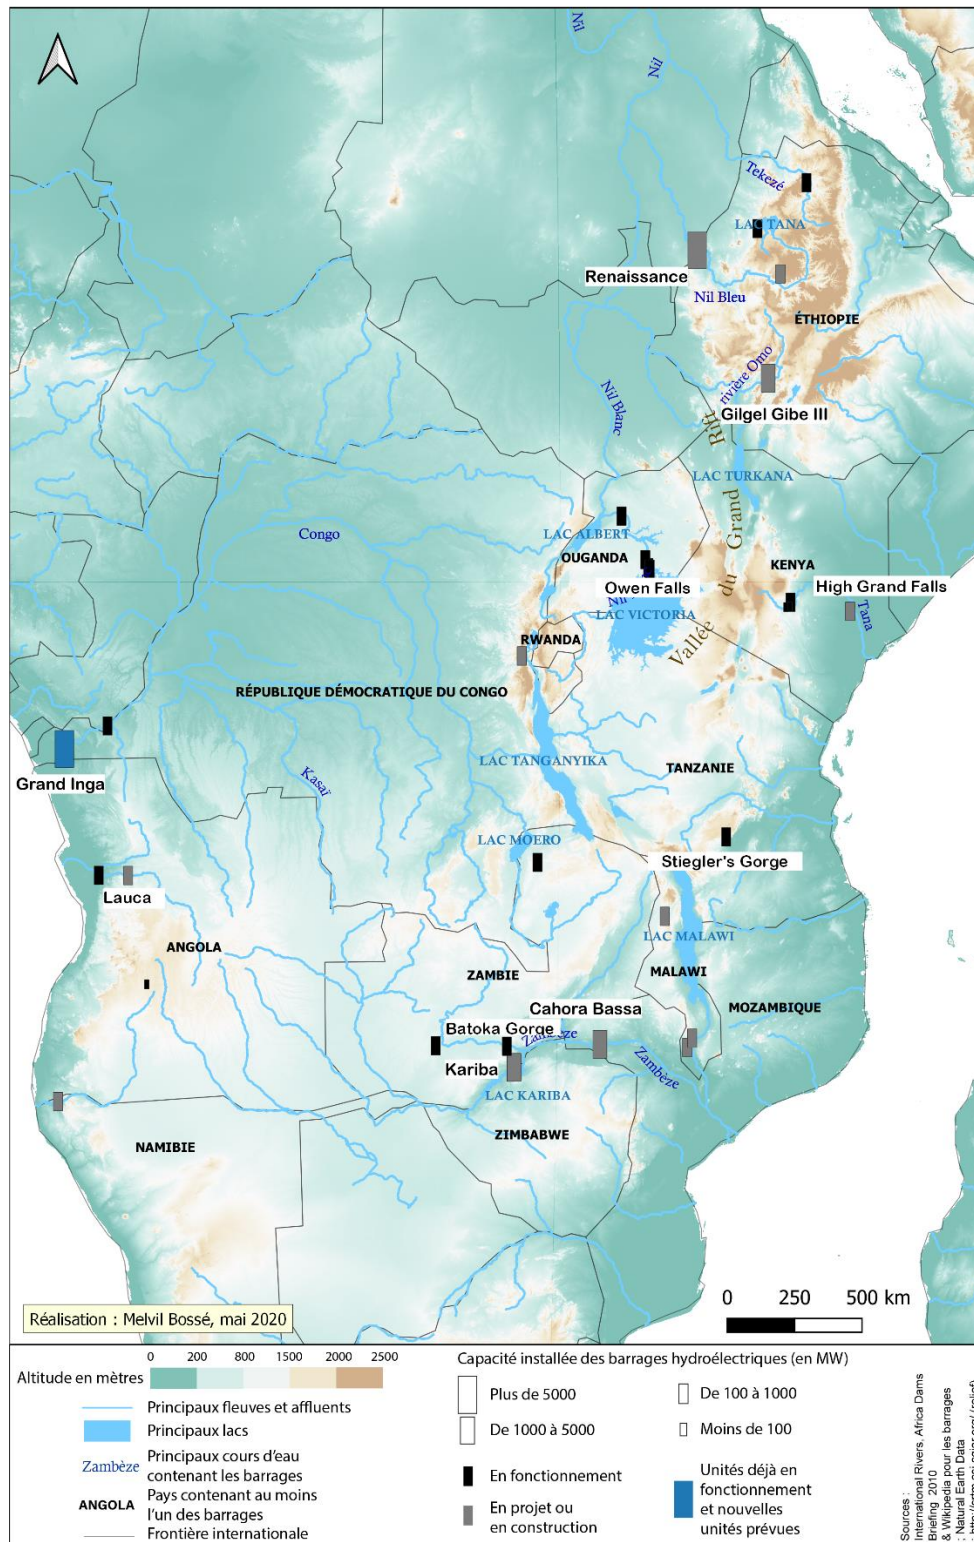 Nil
Nil
Tekezé
LAC TANA
Renaissance
Nil Bleu
ÉTHIOPIE
rivière Omo
Gilgel Gibe III
Nil Blanc
Vallée du Grand Rift
LAC TURKANA
Congo
LAC ALBERT
OUGANDA
KENYA
Owen Falls
High Grand Falls
Tana
LAC VICTORIA
RWANDA
RÉPUBLIQUE DÉMOCRATIQUE DU CONGO
Grand Inga
Kasaï
LAC TANGANYIKA
TANZANIE
LAC MOERO
Stiegler's Gorge
Lauca
ANGOLA
LAC MALAWI
ZAMBIE
MALAWI
Cahora Bassa
MOZAMBIQUE
Batoka Gorge
Zambèze
Kariba
Zambèze
LAC KARIBA
ZIMBABWE
NAMIBIE
0 250 500 km
Réalisation : Melvil Bossé, mai 2020
Altitude en mètres
0 200 800 1500 2000 2500
Principaux fleuves et affluents
Principaux lacs
Zambèze Principaux cours d'eau
contenant les barrages
ANGOLA Pays contenant au moins
l'un des barrages
Frontière internationale
Capacité installée des barrages hydroélectriques (en MW)
Plus de 5000
De 1000 à 5000
De 100 à 1000
Moins de 100
En fonctionnement
En projet ou
en construction
Unités déjà en
fonctionnement
et nouvelles
unités prévues
Sources :
International Rivers, Africa Dams
Briefing 2010
& Wikipedia pour les barrages
: Natural Earth Data